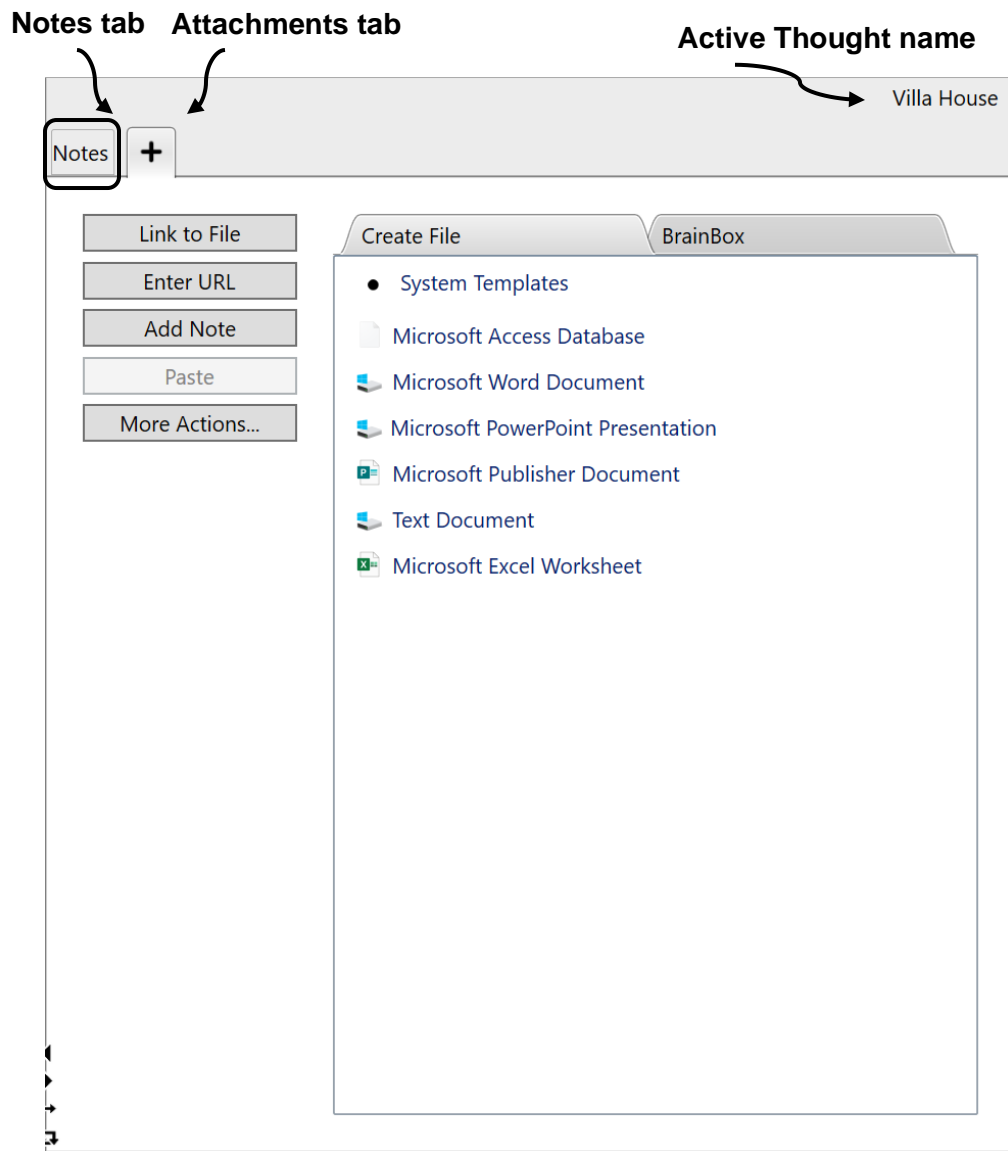 Notes tab
Attachments tab
Active Thought name
Villa House
Notes
Link to File
Enter URL
Add Note
Paste
More Actions...
Create File
BrainBox
System Templates
Microsoft Access Database
Microsoft Word Document
Microsoft PowerPoint Presentation
Microsoft Publisher Document
Text Document
Microsoft Excel Worksheet